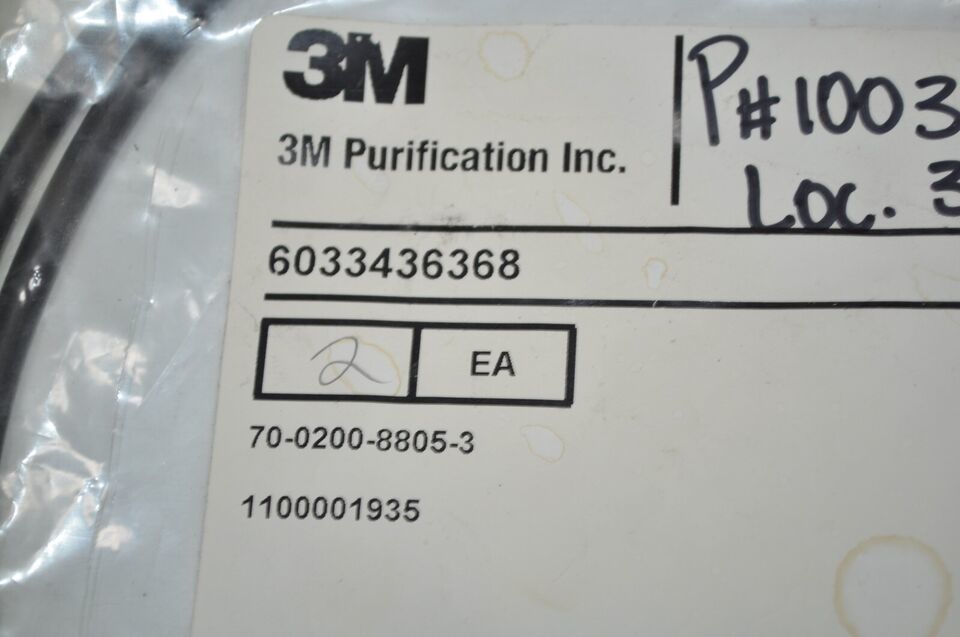 3M
3M Purification Inc.
P#1003
Loc. 3
6033436368
2 EA
70-0200-8805-3
1100001935